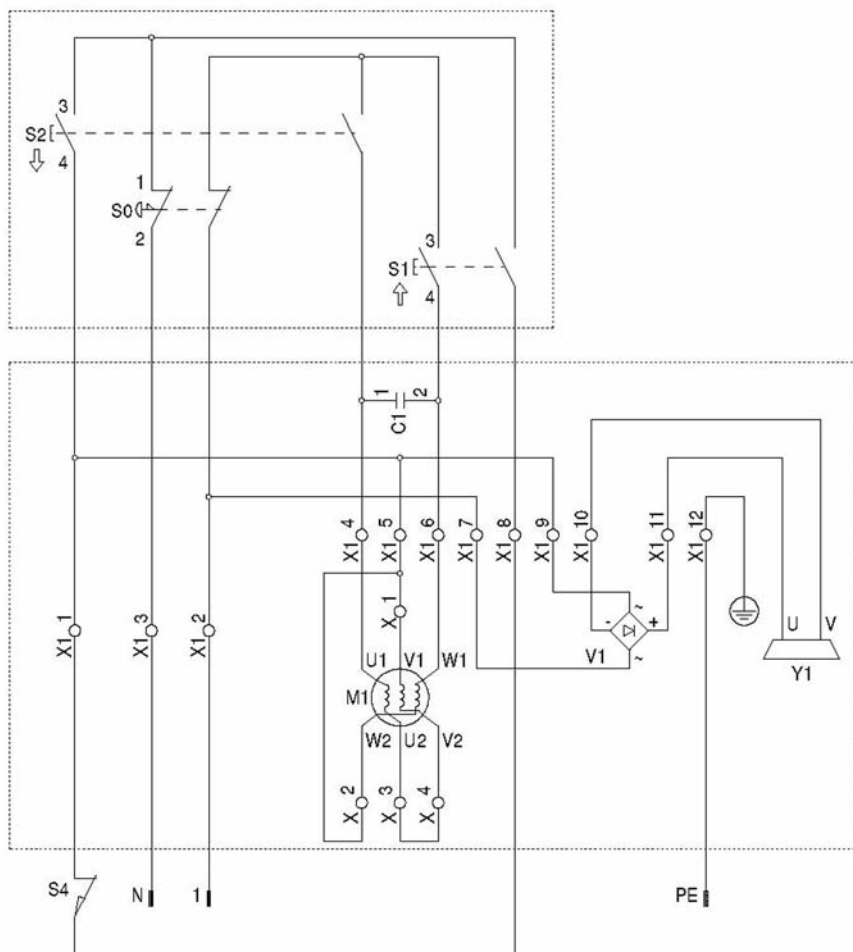 3
S2
4
1
S0
2
3
S1
4
1
2
C1
X1 4
X1 5
X1 6
X1 7
X1 8
X1 9
X1 10
X1 11
X1 12
X1 1
X1 3
X1 2
X 1
~
-
+
V1
~
U
V
Y1
U1
V1
W1
M1
W2
U2
V2
X 2
X 3
X 4
S4
N
1
PE